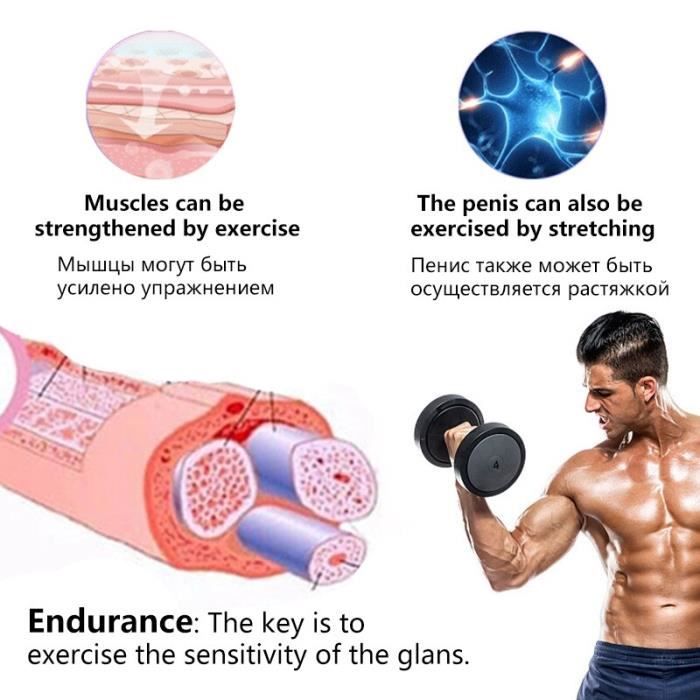 Muscles can be
strengthened by exercise
Мышцы могут быть
усилено упражнением
The penis can also be
exercised by stretching
Пенис также может быть
осуществляется растяжкой
4
Endurance: The key is to
exercise the sensitivity of the glans.